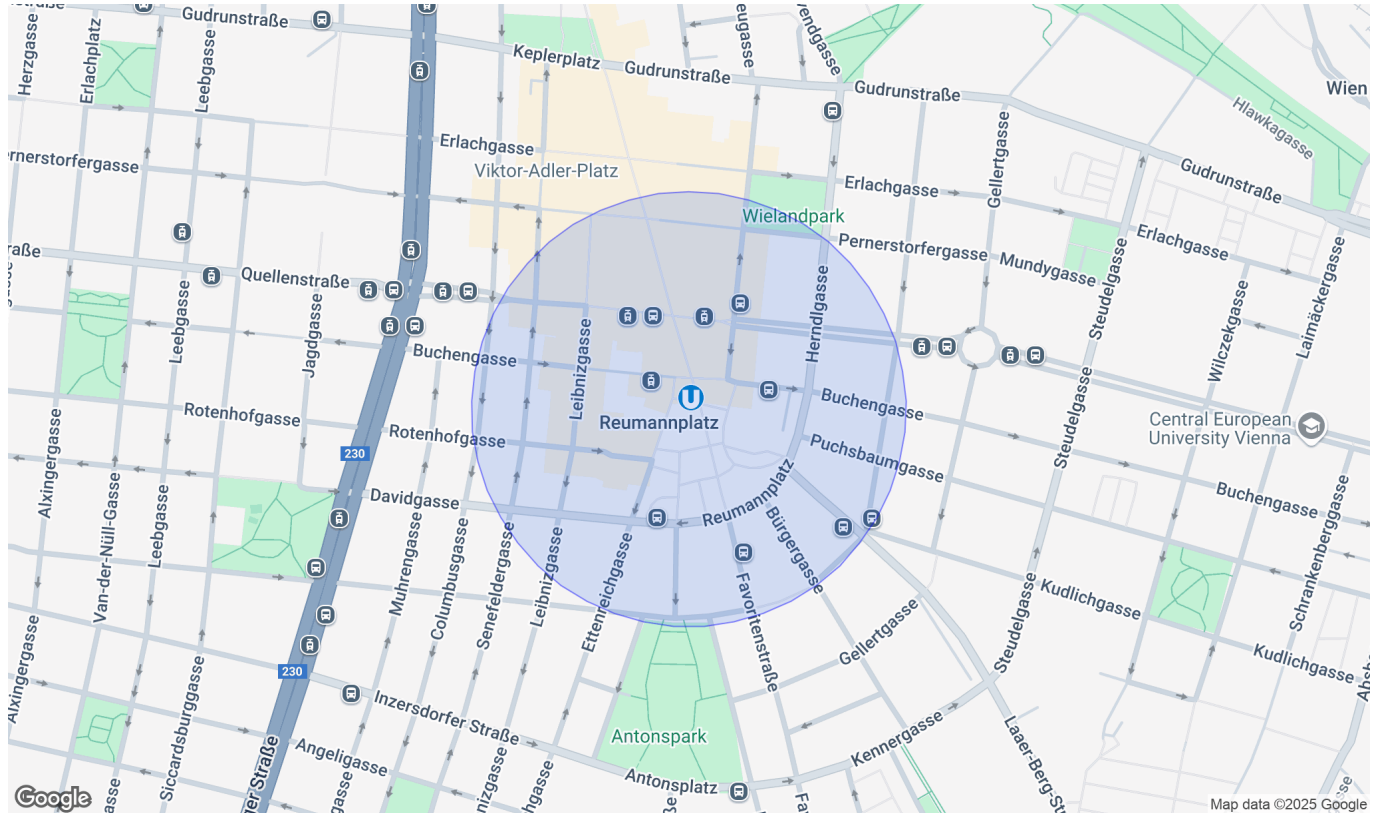 Gudrunstraße
Keplerplatz
Gudrunstraße
Gudrunstraße
Herzgasse
Erlachplatz
Leebgasse
Wien
Hlawkagasse
Erlachgasse
Viktor-Adler-Platz
Erlachgasse
Gellertgasse
Gudrunstraße
Wielandpark
Pernerstorfergasse
Mundygasse
Erlachgasse
Quellenstraße
Leebgasse
Jagdgasse
Buchengasse
Leibnizgasse
Herndlgasse
Steudelgasse
Wilczekgasse
Laimäckergasse
Rotenhofgasse
Rotenhofgasse
U
Reumannplatz
Buchengasse
Puchsbaumgasse
Steudelgasse
Central European
University Vienna
230
Alxingergasse
Van-der-Nüll-Gasse
Leebgasse
Davidgasse
Reumannplatz
Buchengasse
Muhrengasse
Columbusgasse
Senefeldergasse
Leibnizgasse
Ettenreichgasse
Bürgergasse
Favoritenstraße
Kudlichgasse
Schrankenberggasse
Steudelgasse
Gellertgasse
Kudlichgasse
230
Alxingergasse
Siccardsburggasse
Inzersdorfer Straße
Antonspark
Kennergasse
Angeligasse
Antonsplatz
Google
Map data ©2025 Google